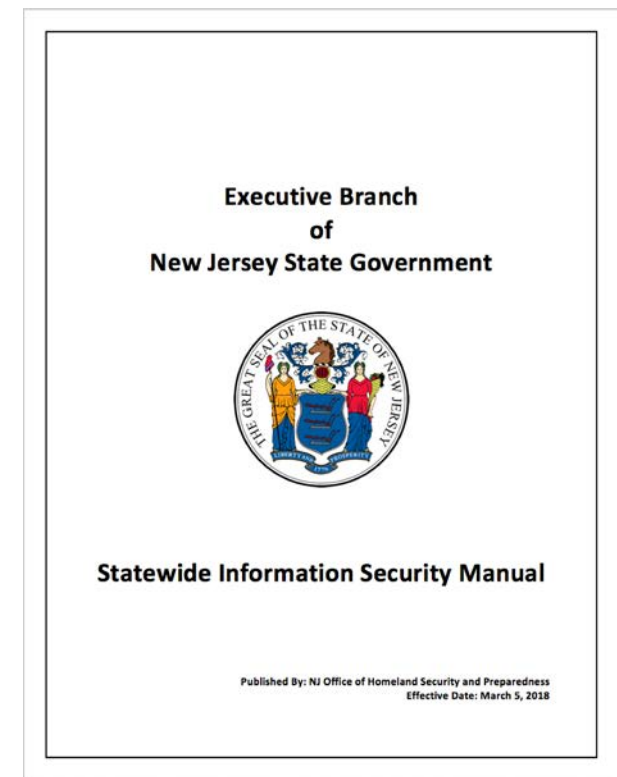 Executive Branch
of
New Jersey State Government
THE GREAT SEAL OF THE STATE OF NEW JERSEY
LIBERTY AND PROSPERITY
1776
Statewide Information Security Manual
Published By: NJ Office of Homeland Security and Preparedness
Effective Date: March 5, 2018